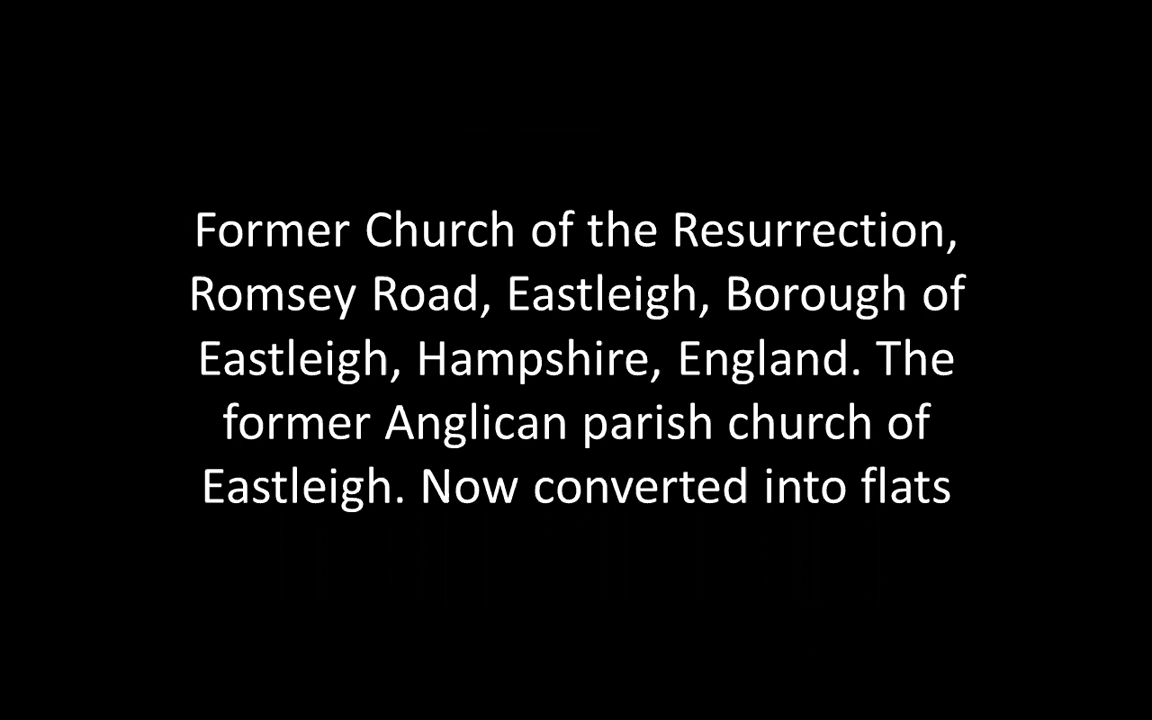 Former Church of the Resurrection,
Romsey Road, Eastleigh, Borough of
Eastleigh, Hampshire, England. The
former Anglican parish church of
Eastleigh. Now converted into flats